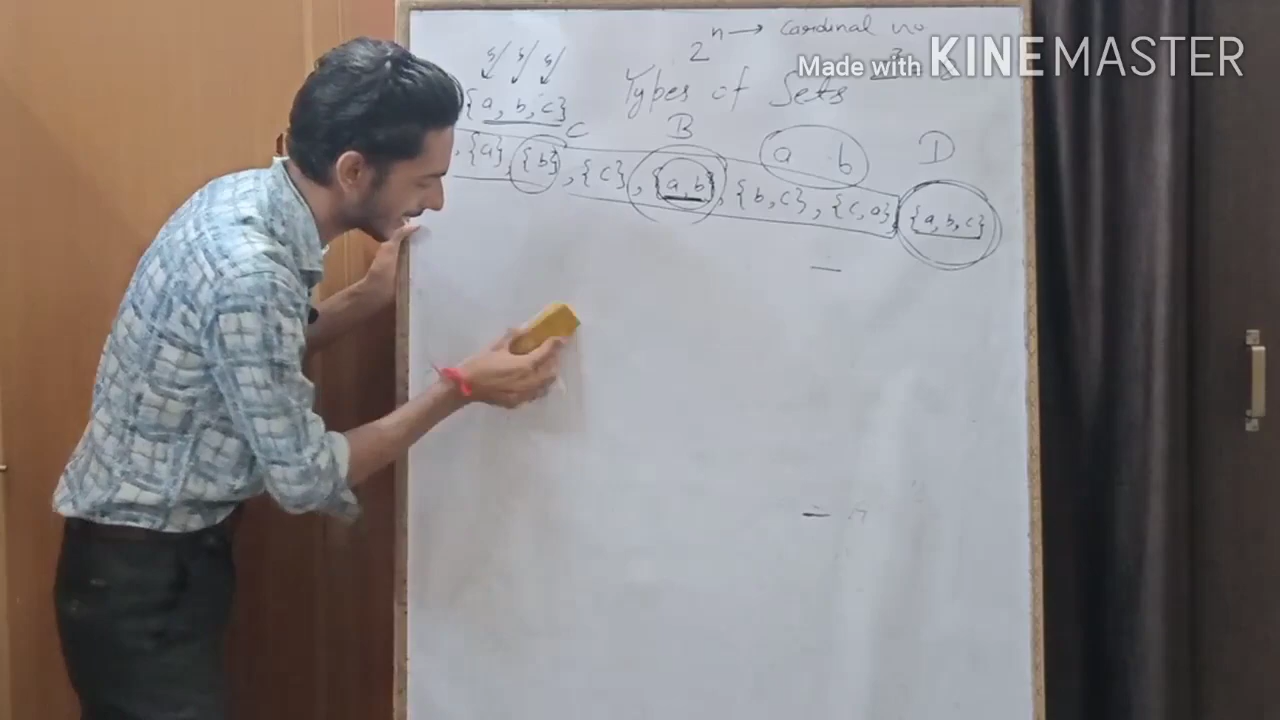 2ⁿ → Cardinal no
Made with KINEMASTER
Types of Sets
{a, b, c}
C B a b D
, {a}, {b}, {c}, {a, b}, {b, c}, {c, a}, {a, b, c}